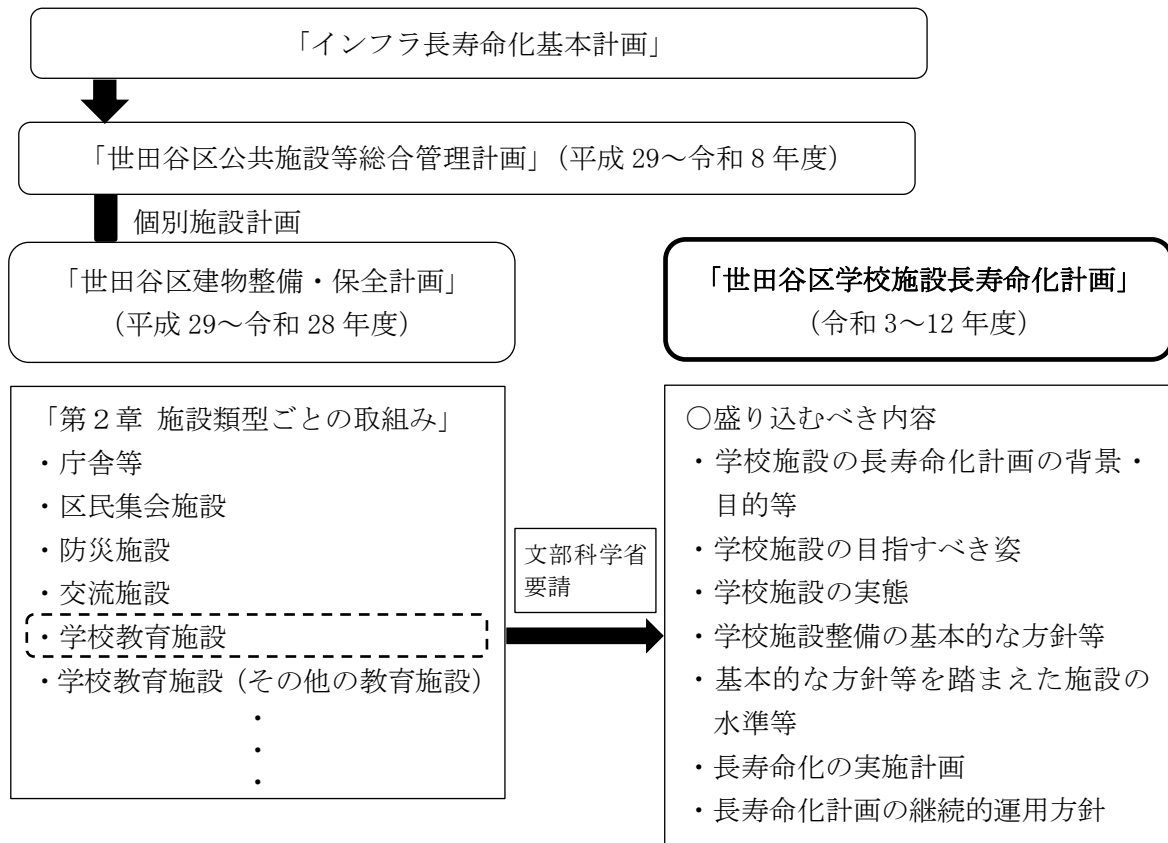 「インフラ長寿命化基本計画」
「世田谷区公共施設等総合管理計画」（平成 29～令和 8 年度）
個別施設計画
「世田谷区建物整備・保全計画」
（平成 29～令和 28 年度）
「世田谷区学校施設長寿命化計画」
（令和 3～12 年度）
「第２章 施設類型ごとの取組み」
・庁舎等
・区民集会施設
・防災施設
・交流施設
・学校教育施設
・学校教育施設（その他の教育施設）
・
・
・
文部科学省
要請
○盛り込むべき内容
・学校施設の長寿命化計画の背景・
目的等
・学校施設の目指すべき姿
・学校施設の実態
・学校施設整備の基本的な方針等
・基本的な方針等を踏まえた施設の
水準等
・長寿命化の実施計画
・長寿命化計画の継続的運用方針